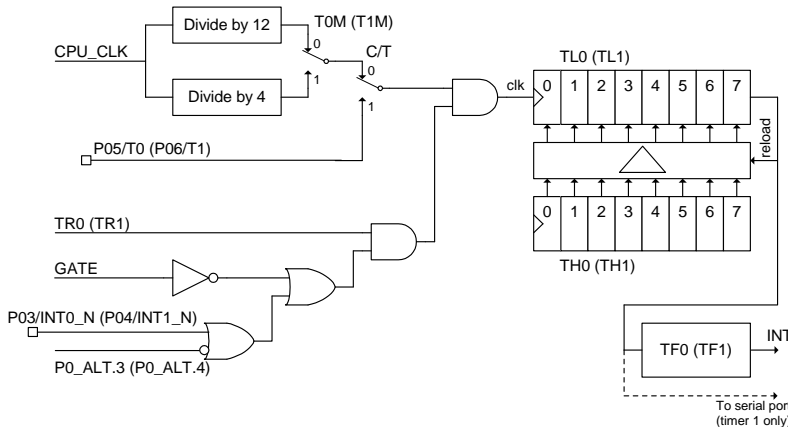 Divide by 12
T0M (T1M)
CPU_CLK
0
C/T
1
0
Divide by 4
1
P05/T0 (P06/T1)
clk
TL0 (TL1)
0 1 2 3 4 5 6 7
reload
0 1 2 3 4 5 6 7
TH0 (TH1)
TR0 (TR1)
GATE
P03/INT0_N (P04/INT1_N)
P0_ALT.3 (P0_ALT.4)
TF0 (TF1)
INT
To serial port
(timer 1 only)